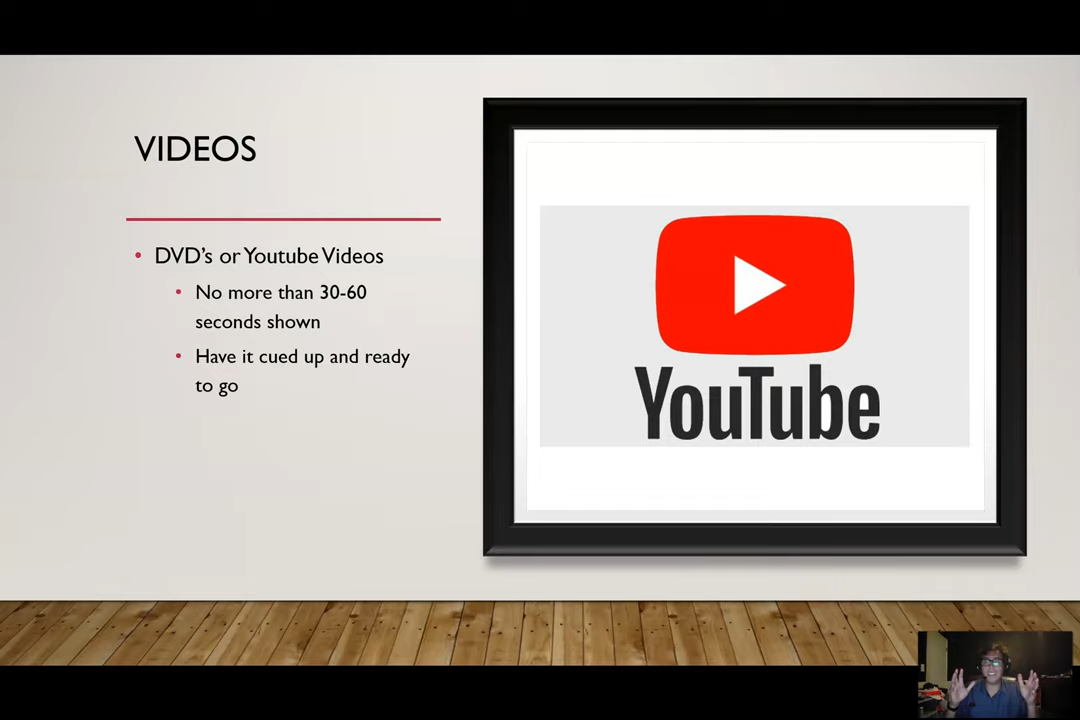 VIDEOS
DVD's or Youtube Videos
No more than 30-60
seconds shown
Have it cued up and ready
to go
YouTube